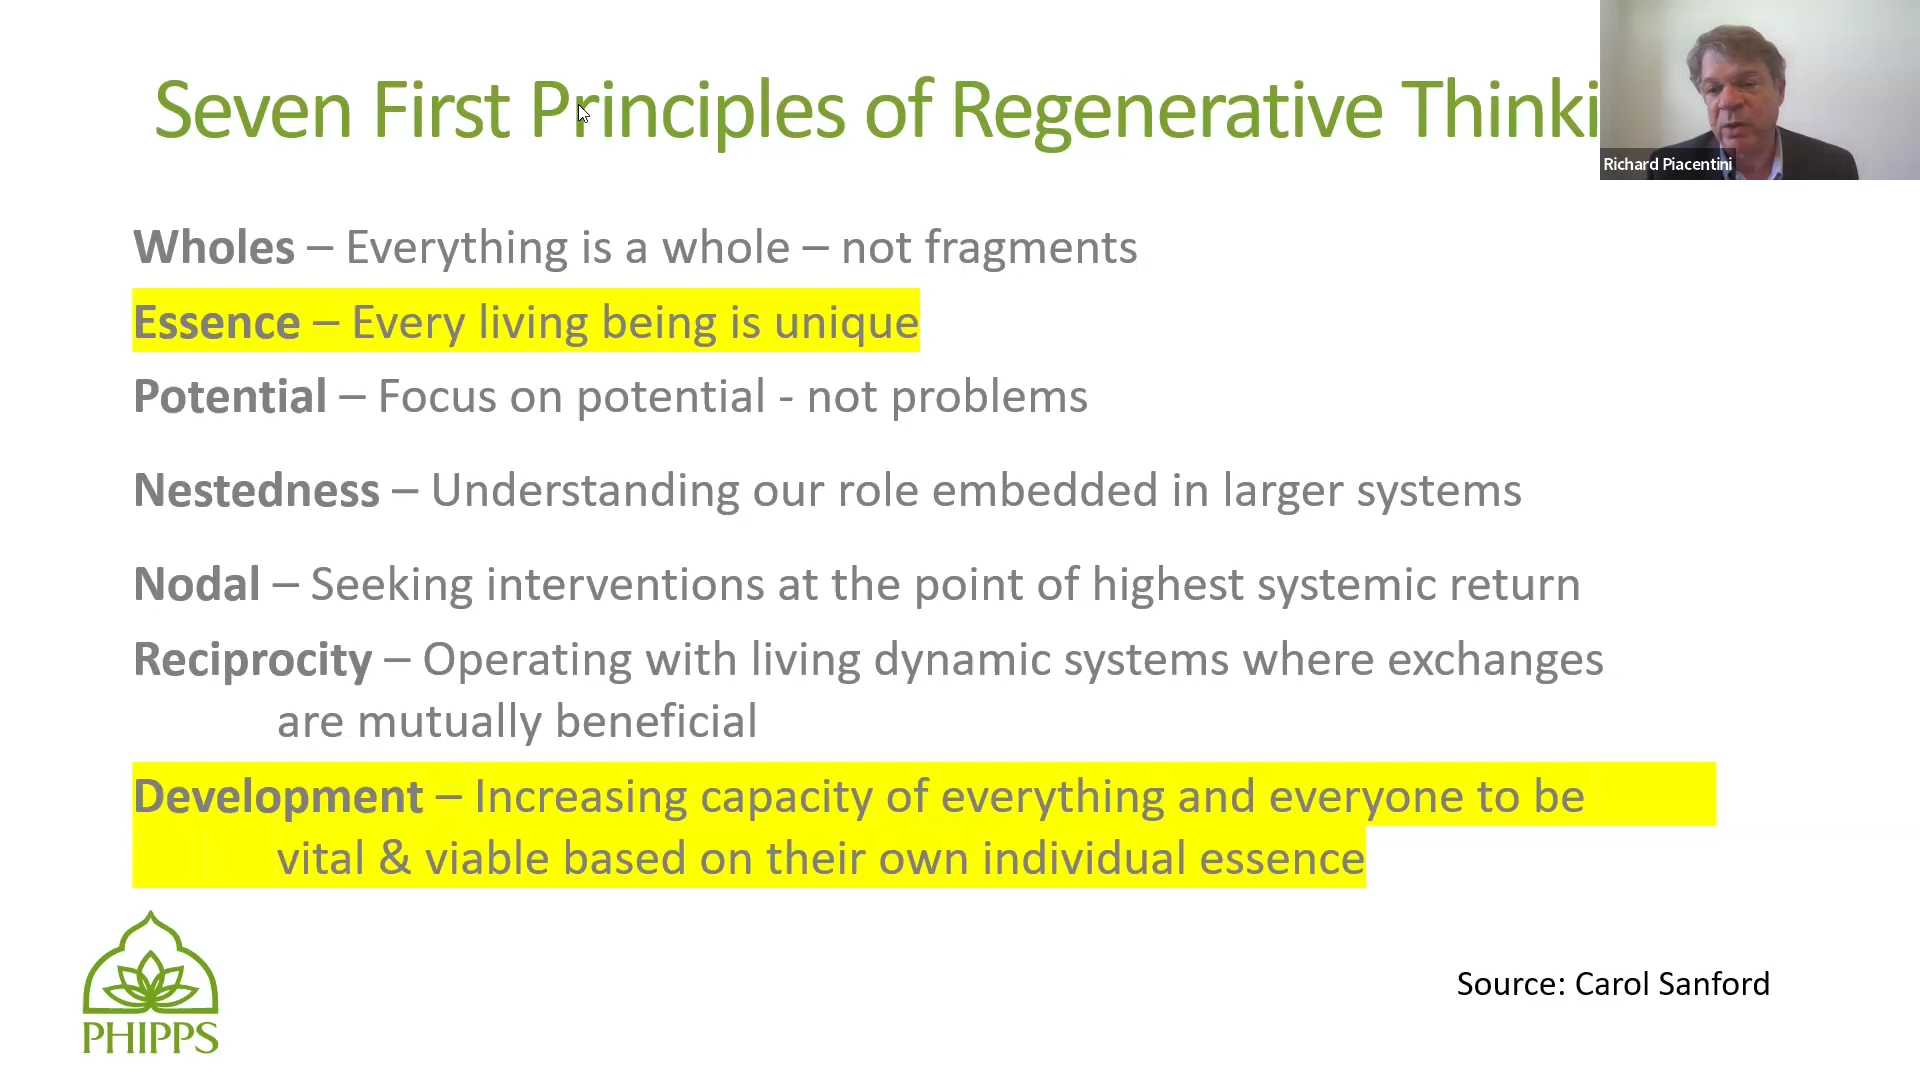 Seven First Principles of Regenerative Thinki
Richard Piacentini
Wholes – Everything is a whole – not fragments
Essence – Every living being is unique
Potential – Focus on potential - not problems
Nestedness – Understanding our role embedded in larger systems
Nodal – Seeking interventions at the point of highest systemic return
Reciprocity – Operating with living dynamic systems where exchanges
are mutually beneficial
Development – Increasing capacity of everything and everyone to be
vital & viable based on their own individual essence
PHIPPS
Source: Carol Sanford